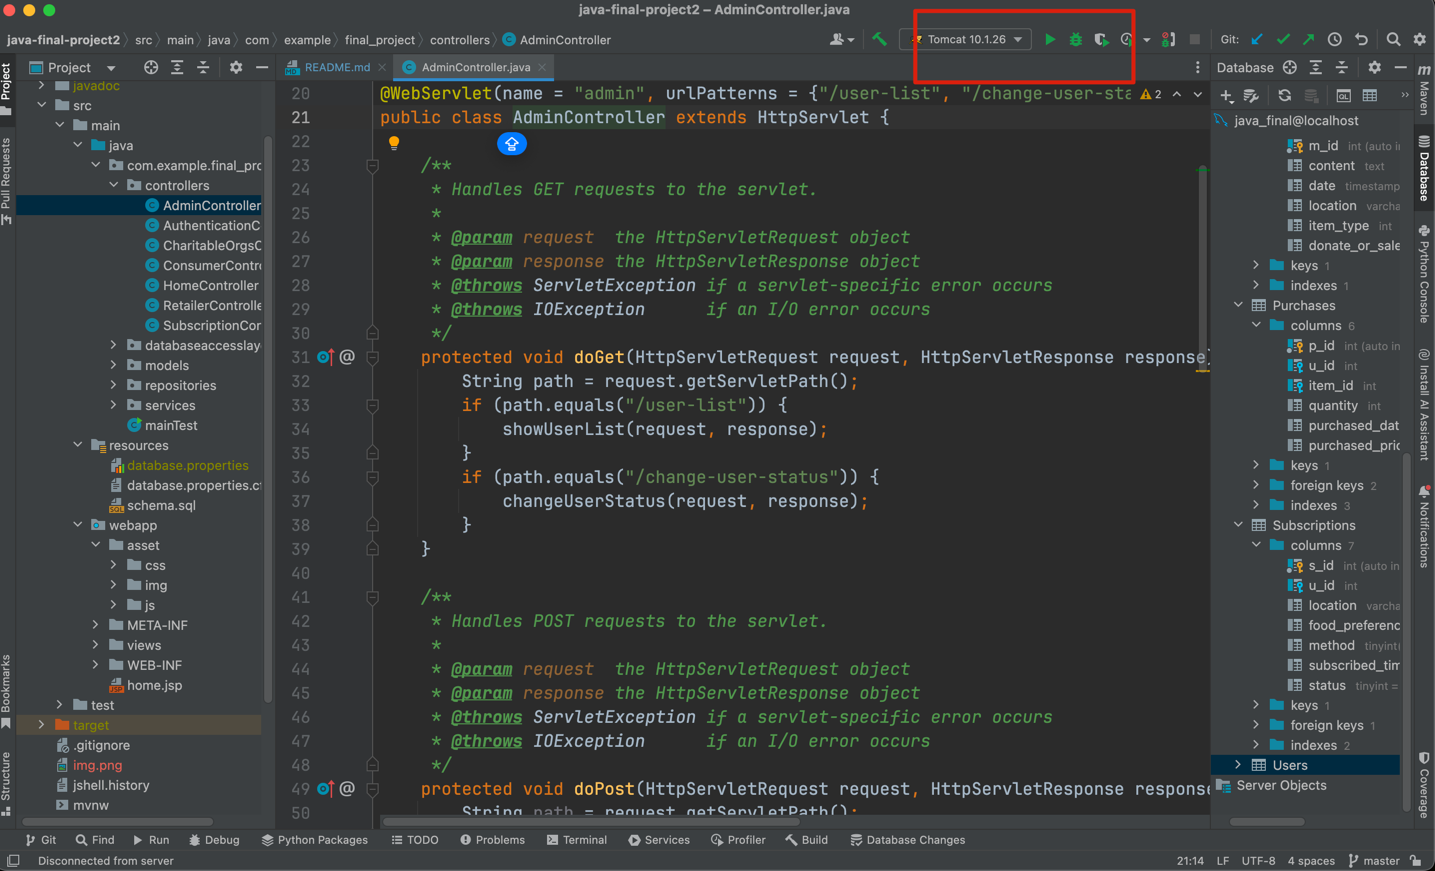 java-final-project2 – AdminController.java
java-final-project2 src main java com example final_project controllers AdminController
Tomcat 10.1.26
Git:
Project
README.md
AdminController.java
Database
Project
Pull Requests
Bookmarks
Structure
javadoc
src
main
java
com.example.final_pro
controllers
AdminController
AuthenticationC
CharitableOrgsC
ConsumerContro
HomeController
RetailerControlle
SubscriptionCon
databaseaccesslaye
models
repositories
services
mainTest
resources
database.properties
database.properties.cf
schema.sql
webapp
asset
css
img
js
META-INF
views
WEB-INF
home.jsp
test
target
.gitignore
img.png
jshell.history
mvnw
20 @WebServlet(name = "admin", urlPatterns = {"/user-list", "/change-user-sta
2
21 public class AdminController extends HttpServlet {
22
23 /**
24 * Handles GET requests to the servlet.
25 *
26 * @param request the HttpServletRequest object
27 * @param response the HttpServletResponse object
28 * @throws ServletException if a servlet-specific error occurs
29 * @throws IOException if an I/O error occurs
30 */
31 @ protected void doGet(HttpServletRequest request, HttpServletResponse response)
32 String path = request.getServletPath();
33 if (path.equals("/user-list")) {
34 showUserList(request, response);
35 }
36 if (path.equals("/change-user-status")) {
37 changeUserStatus(request, response);
38 }
39 }
40
41 /**
42 * Handles POST requests to the servlet.
43 *
44 * @param request the HttpServletRequest object
45 * @param response the HttpServletResponse object
46 * @throws ServletException if a servlet-specific error occurs
47 * @throws IOException if an I/O error occurs
48 */
49 @ protected void doPost(HttpServletRequest request, HttpServletResponse response
50 String path = request.getServletPath();
java_final@localhost
m_id int (auto in
content text
date timestamp
location varcha
item_type int
donate_or_sale
keys 1
indexes 1
Purchases
columns 6
p_id int (auto in
u_id int
item_id int
quantity int
purchased_dat
purchased_pric
keys 1
foreign keys 2
indexes 3
Subscriptions
columns 7
s_id int (auto in
u_id int
location varcha
food_preferenc
method tinyint(
subscribed_tim
status tinyint =
keys 1
foreign keys 1
indexes 2
Users
Server Objects
Maven
Database
Python Console
Install AI Assistant
Notifications
Coverage
Git Find Run Debug Python Packages TODO Problems Terminal Services Profiler Build Database Changes
Disconnected from server
21:14 LF UTF-8 4 spaces master